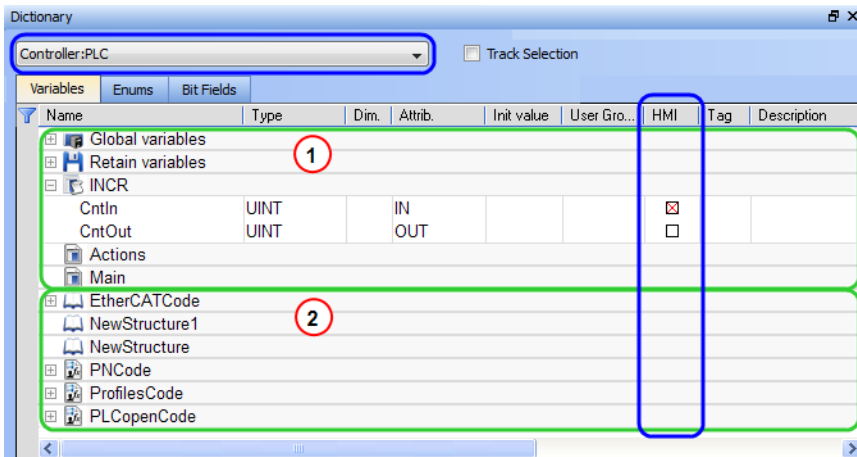 Dictionary
Controller:PLC Track Selection
Variables Enums Bit Fields
Name Type Dim. Attrib. Init value User Gro... HMI Tag Description
Global variables
1
Retain variables
INCR
CntIn UINT IN
CntOut UINT OUT
Actions
Main
EtherCATCode
2
NewStructure1
NewStructure
PNCode
ProfilesCode
PLCopenCode